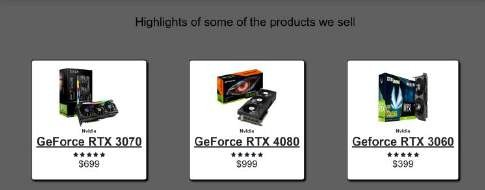 Highlights of some of the products we sell
Nvidia
GeForce RTX 3070
★★★★★
$699
Nvidia
GeForce RTX 4080
★★★★★
$999
Nvidia
Geforce RTX 3060
★★★★★
$399